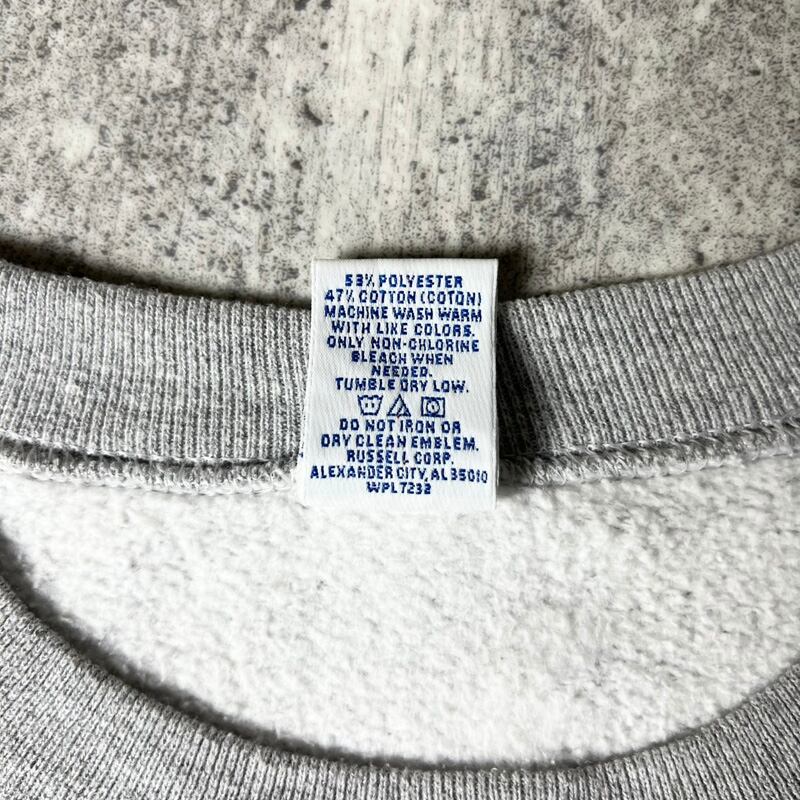 53% POLYESTER
47% COTTON (COTON)
MACHINE WASH WARM
WITH LIKE COLORS.
ONLY NON-CHLORINE
BLEACH WHEN
NEEDED.
TUMBLE DRY LOW.
DO NOT IRON OR
DRY CLEAN EMBLEM.
RUSSELL CORP.
ALEXANDER CITY, AL 35010
WPL7232